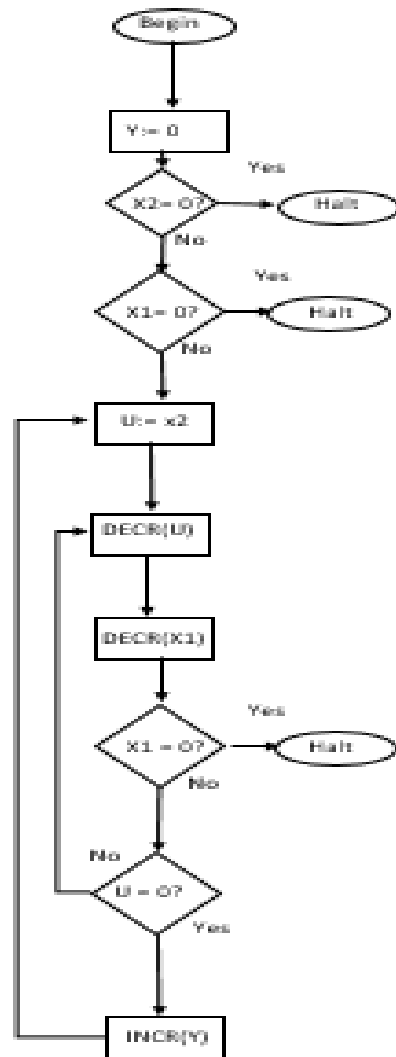 Begin
Y:= 0
Yes
X2= 0?
Halt
No
Yes
X1= 0?
Halt
No
U:= x2
DECR(U)
DECR(X1)
Yes
X1 = 0?
Halt
No
No
U = 0?
Yes
INCR(Y)